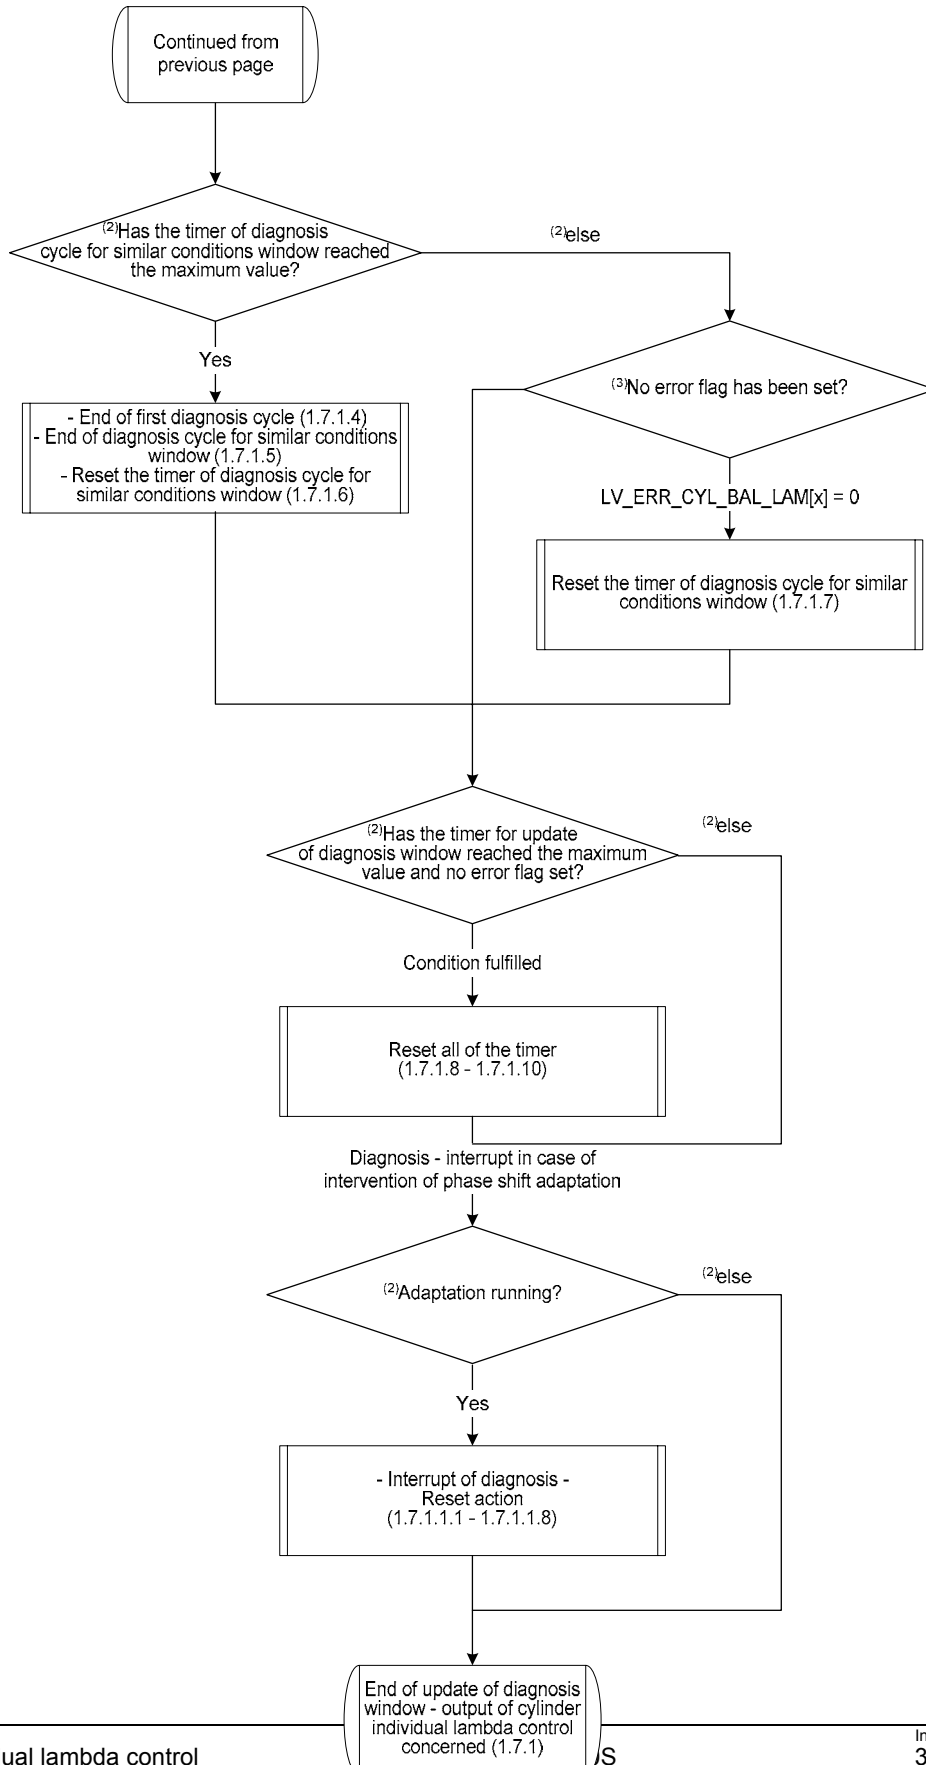 Continued from
previous page
(2)Has the timer of diagnosis
cycle for similar conditions window reached
the maximum value?
(2)else
Yes
(3)No error flag has been set?
- End of first diagnosis cycle (1.7.1.4)
- End of diagnosis cycle for similar conditions
window (1.7.1.5)
- Reset the timer of diagnosis cycle for
similar conditions window (1.7.1.6)
LV_ERR_CYL_BAL_LAM[x] = 0
Reset the timer of diagnosis cycle for similar
conditions window (1.7.1.7)
(2)Has the timer for update
of diagnosis window reached the maximum
value and no error flag set?
(2)else
Condition fulfilled
Reset all of the timer
(1.7.1.8 - 1.7.1.10)
Diagnosis - interrupt in case of
intervention of phase shift adaptation
(2)Adaptation running?
(2)else
Yes
- Interrupt of diagnosis -
Reset action
(1.7.1.1.1 - 1.7.1.1.8)
End of update of diagnosis
window - output of cylinder
individual lambda control
concerned (1.7.1)
In
ual lambda control
S
3